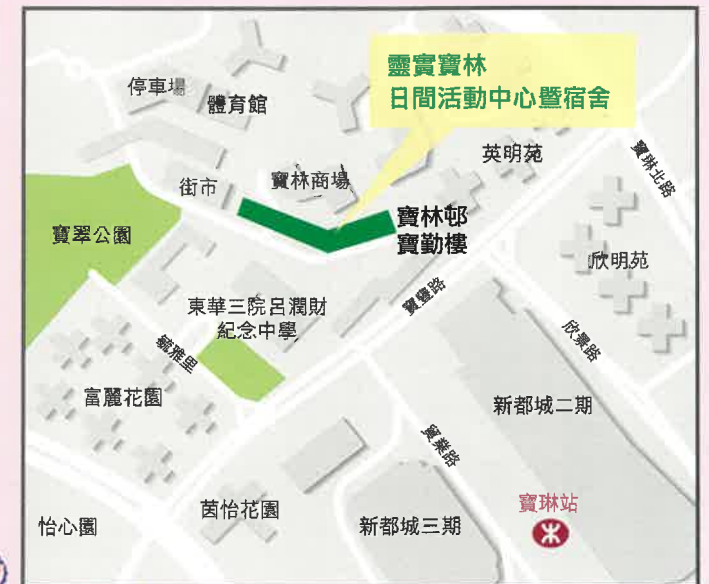 靈實寶林
日間活動中心暨宿舍
停車場
體育館
英明苑
寶琳北路
街市
寶林商場
寶林邨
寶勤樓
寶翠公園
欣明苑
東華三院呂潤財
紀念中學
寶豐路
毓雅里
欣景路
富麗花園
新都城二期
貿業路
茵怡花園
寶琳站
怡心園
新都城三期